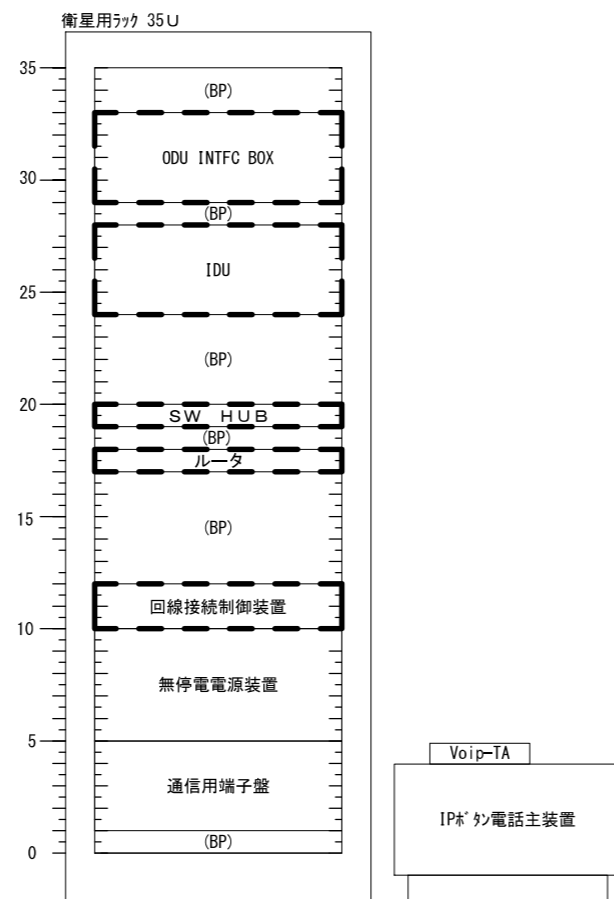 衛星用ﾗｯｸ 35Ｕ
35
(BP)
ODU INTFC BOX
30
(BP)
IDU
25
(BP)
20
ＳＷ　ＨＵＢ
(BP)
ルータ
15
(BP)
回線接続制御装置
10
無停電電源装置
5
通信用端子盤
(BP)
0
Voip-TA
IPﾎﾞﾀﾝ電話主装置